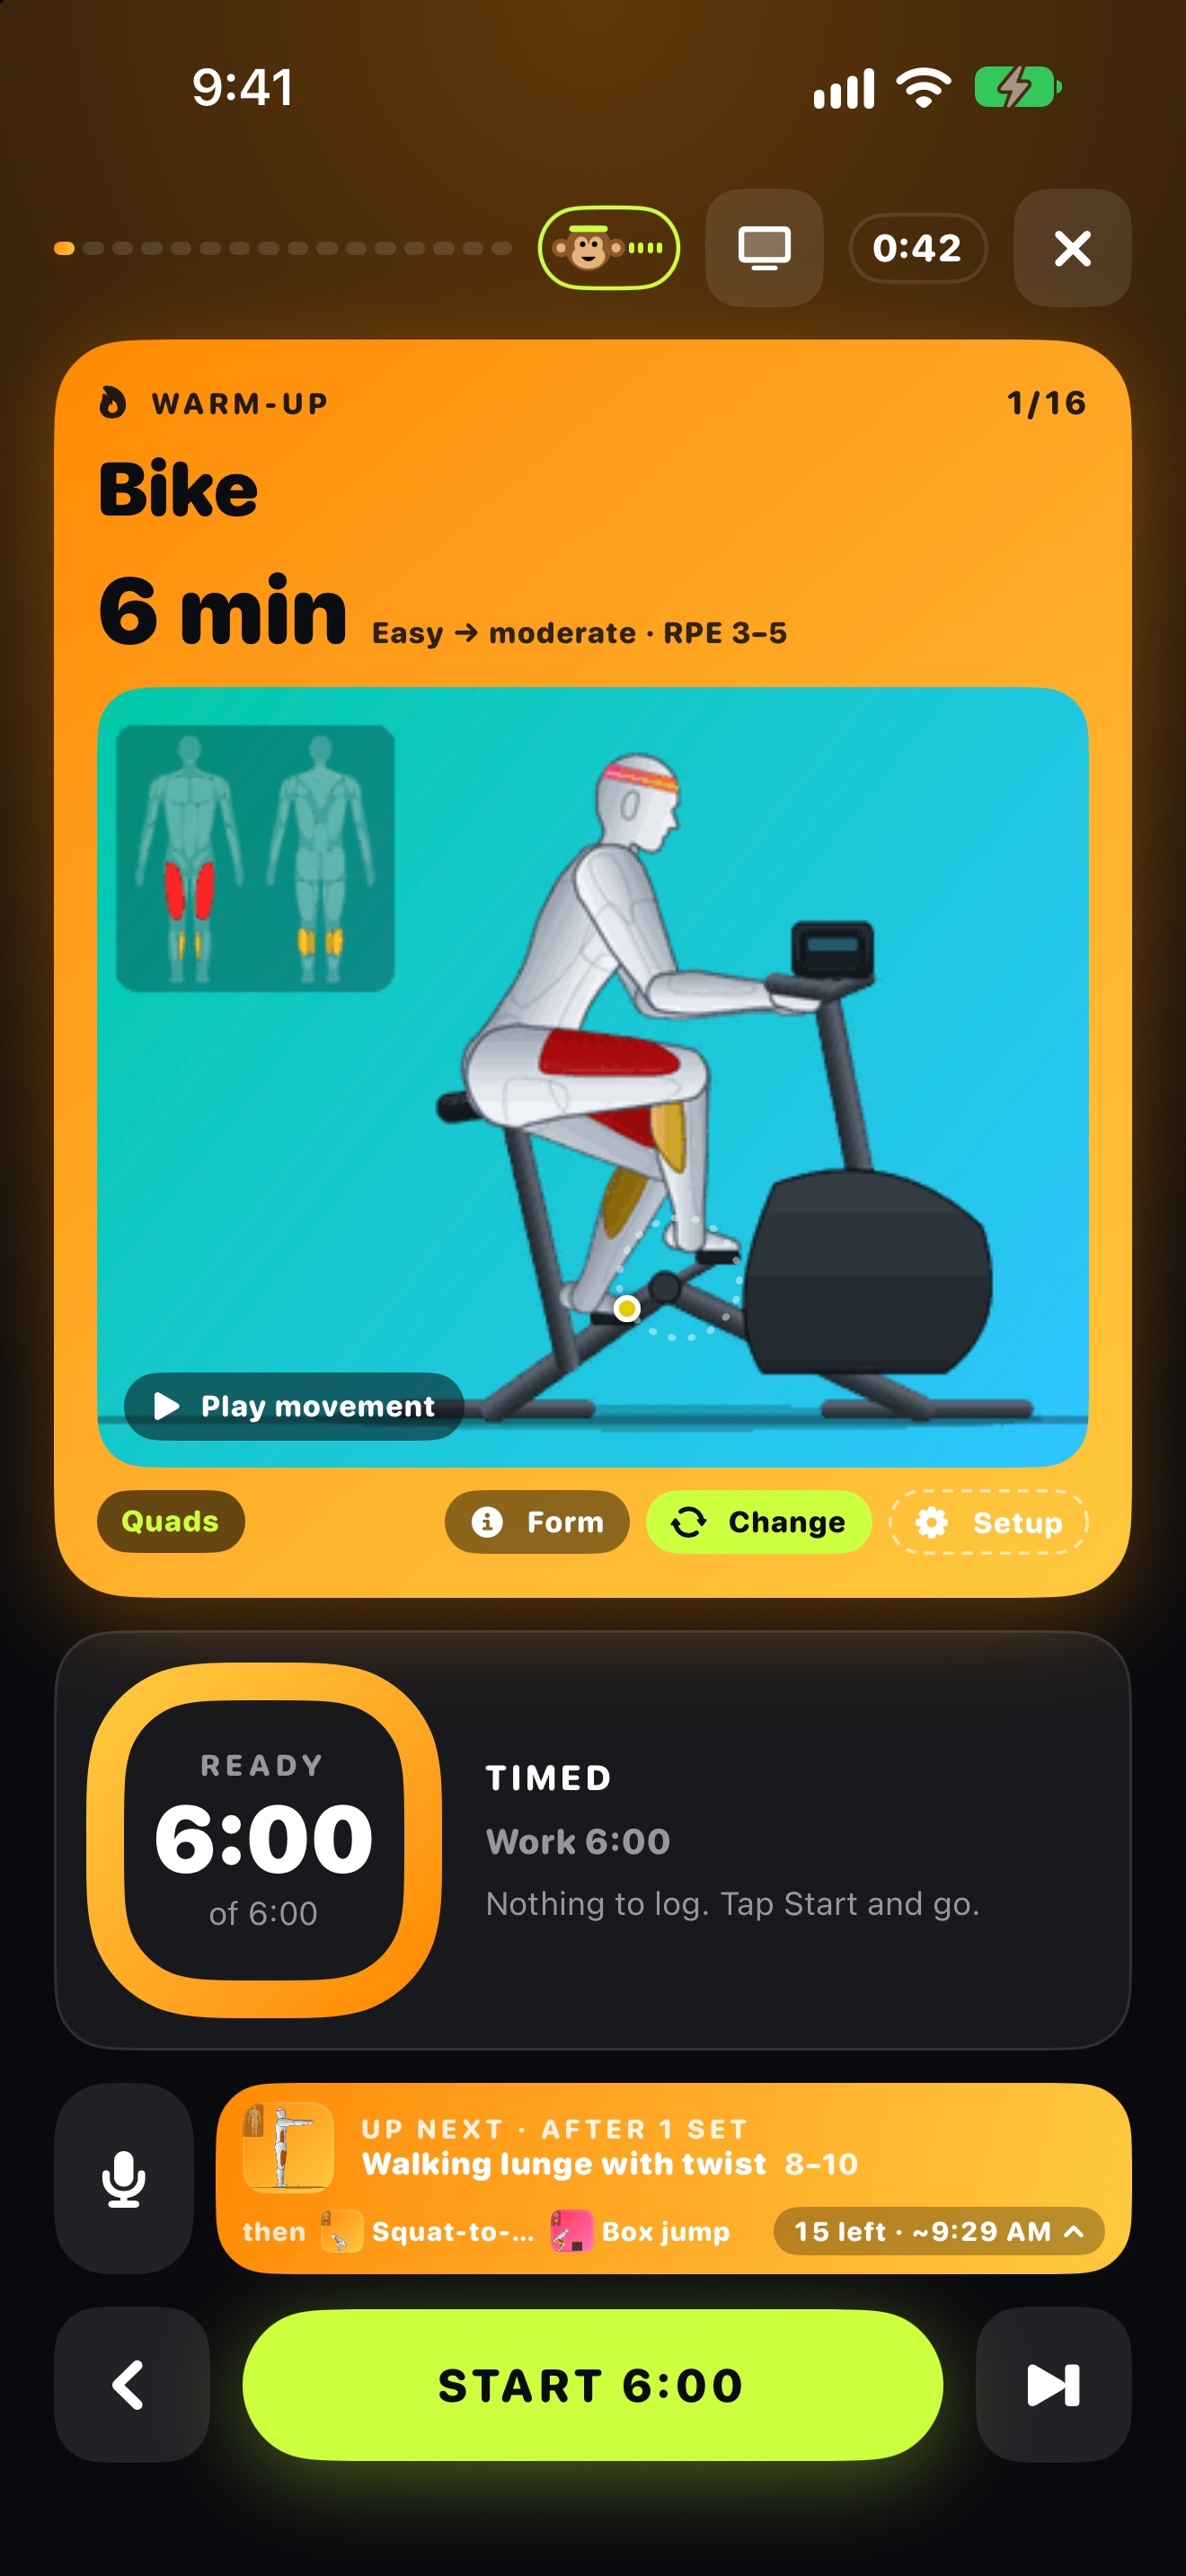 9:41
0:42
WARM-UP
1/16
Bike
6 min Easy → moderate · RPE 3–5
Play movement
Quads
Form
Change
Setup
READY
6:00
of 6:00
TIMED
Work 6:00
Nothing to log. Tap Start and go.
UP NEXT · AFTER 1 SET
Walking lunge with twist 8–10
then Squat-to-... Box jump 15 left · ~9:29 AM
START 6:00